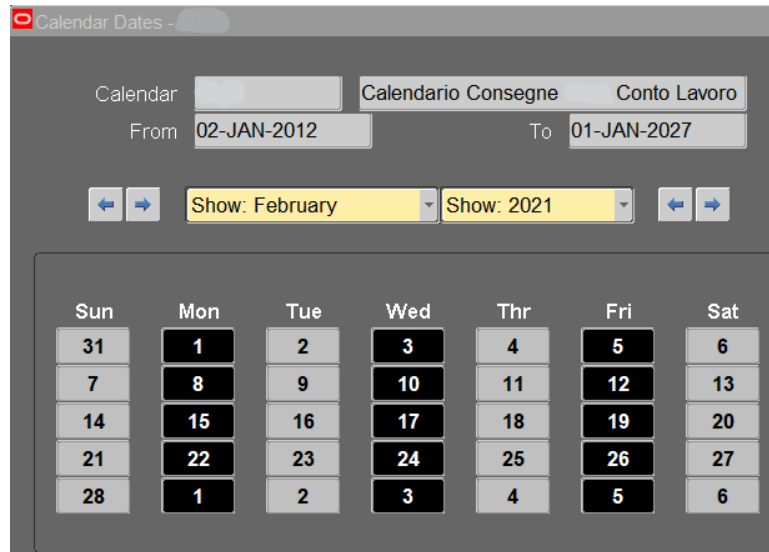 Calendar Dates -
Calendar Calendario Consegne Conto Lavoro
From 02-JAN-2012 To 01-JAN-2027
Show: February Show: 2021
Sun Mon Tue Wed Thr Fri Sat
31 1 2 3 4 5 6
7 8 9 10 11 12 13
14 15 16 17 18 19 20
21 22 23 24 25 26 27
28 1 2 3 4 5 6